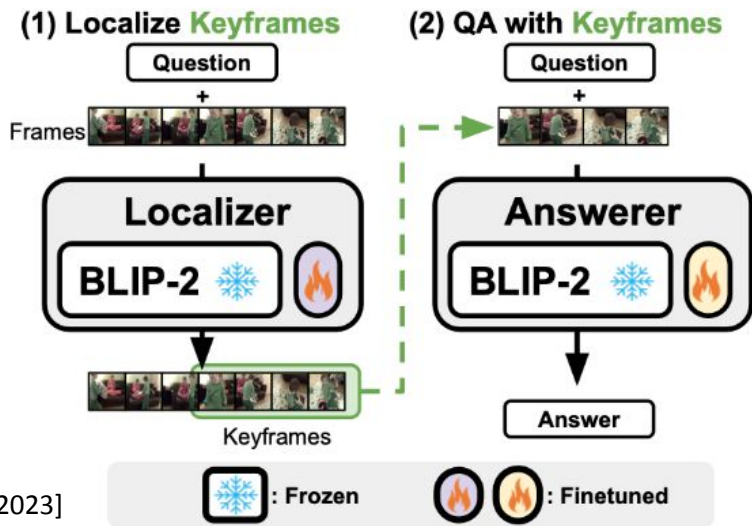 (1) Localize Keyframes
Question
+
Frames
Localizer
BLIP-2
Keyframes
(2) QA with Keyframes
Question
+
Answerer
BLIP-2
Answer
2023]
: Frozen
: Finetuned